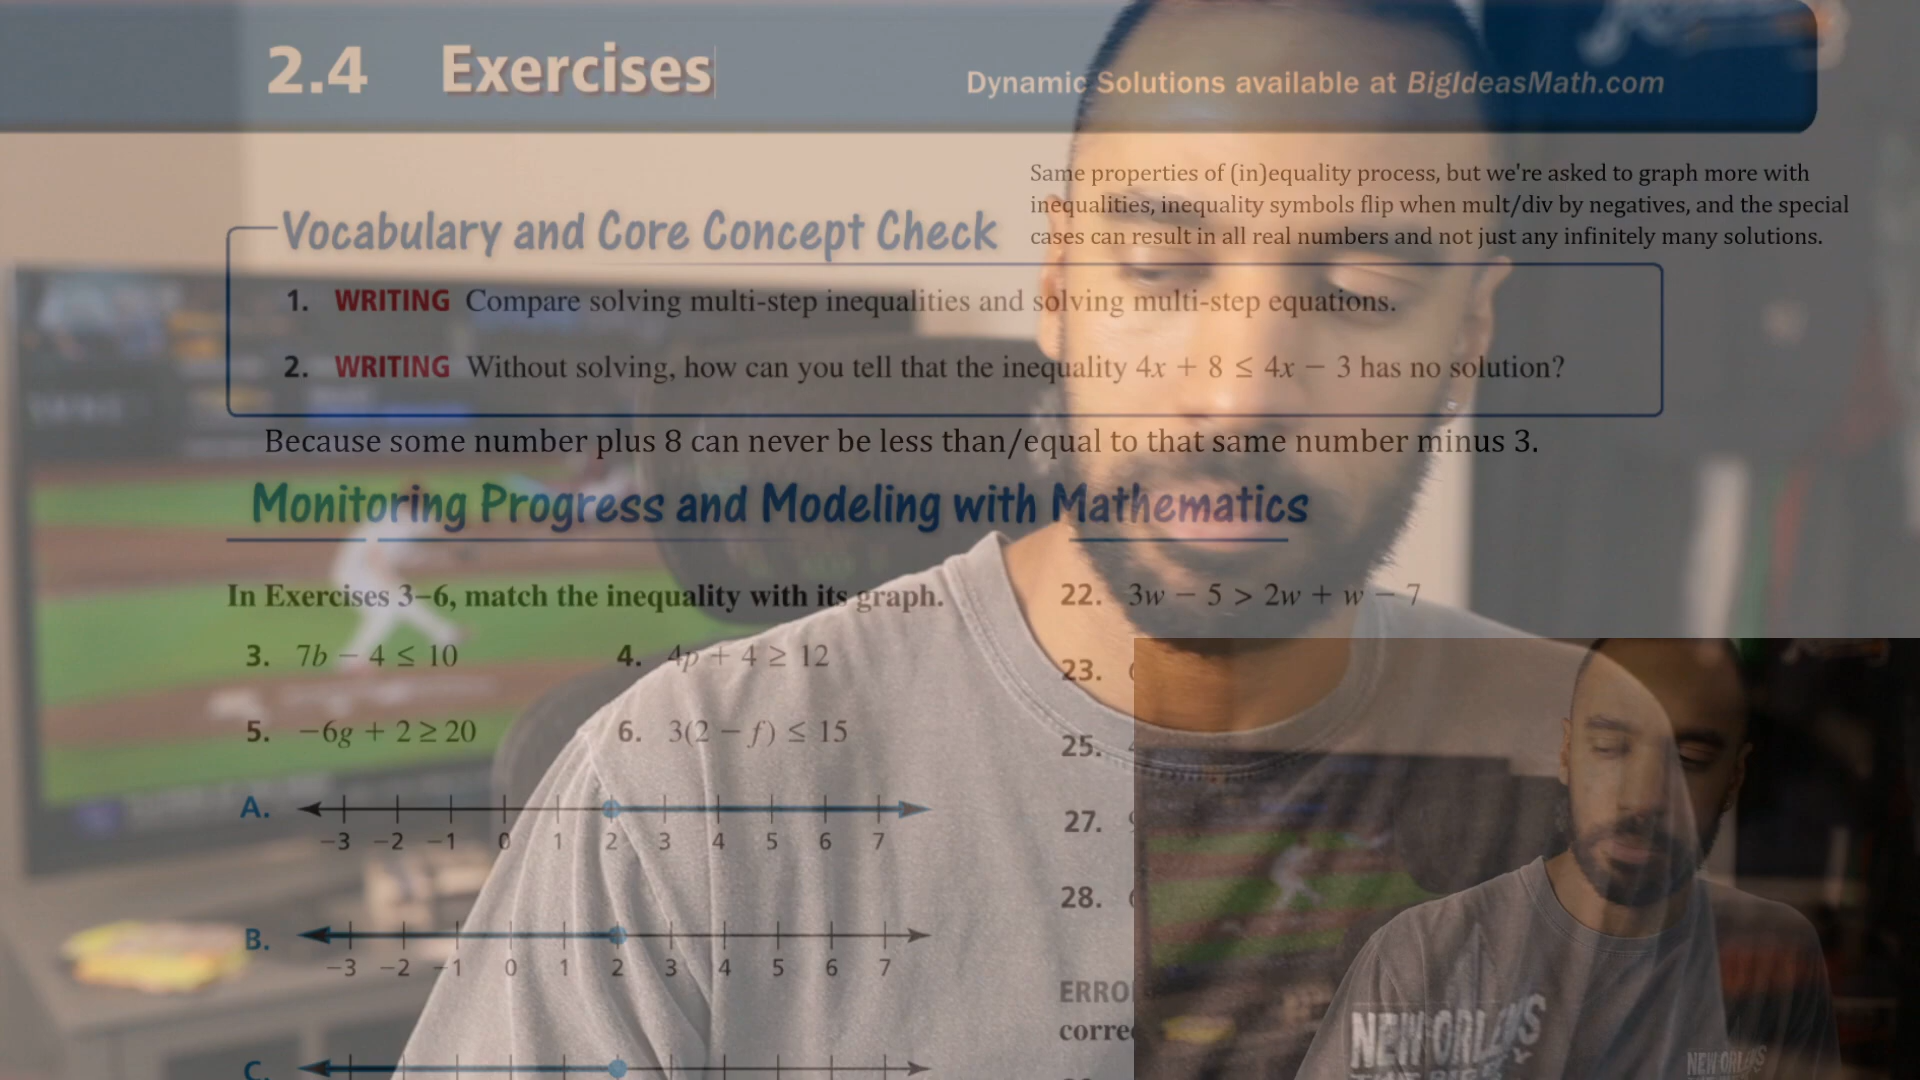 2.4 Exercises
Dynamic Solutions available at BigIdeasMath.com
Same properties of (in)equality process, but we're asked to graph more with
inequalities, inequality symbols flip when mult/div by negatives, and the special
cases can result in all real numbers and not just any infinitely many solutions.
Vocabulary and Core Concept Check
1. WRITING Compare solving multi-step inequalities and solving multi-step equations.
2. WRITING Without solving, how can you tell that the inequality 4x + 8 ≤ 4x − 3 has no solution?
Because some number plus 8 can never be less than/equal to that same number minus 3.
Monitoring Progress and Modeling with Mathematics
In Exercises 3–6, match the inequality with its graph.
3. 7b − 4 ≤ 10
4. 4p + 4 ≥ 12
5. −6g + 2 ≥ 20
6. 3(2 − f) ≤ 15
A.
−3 −2 −1 0 1 2 3 4 5 6 7
B.
−3 −2 −1 0 1 2 3 4 5 6 7
C.
22. 3w − 5 > 2w + w − 7
23.
25.
27.
28.
ERRO
corre
NEW ORLEANS
NEW ORLEANS